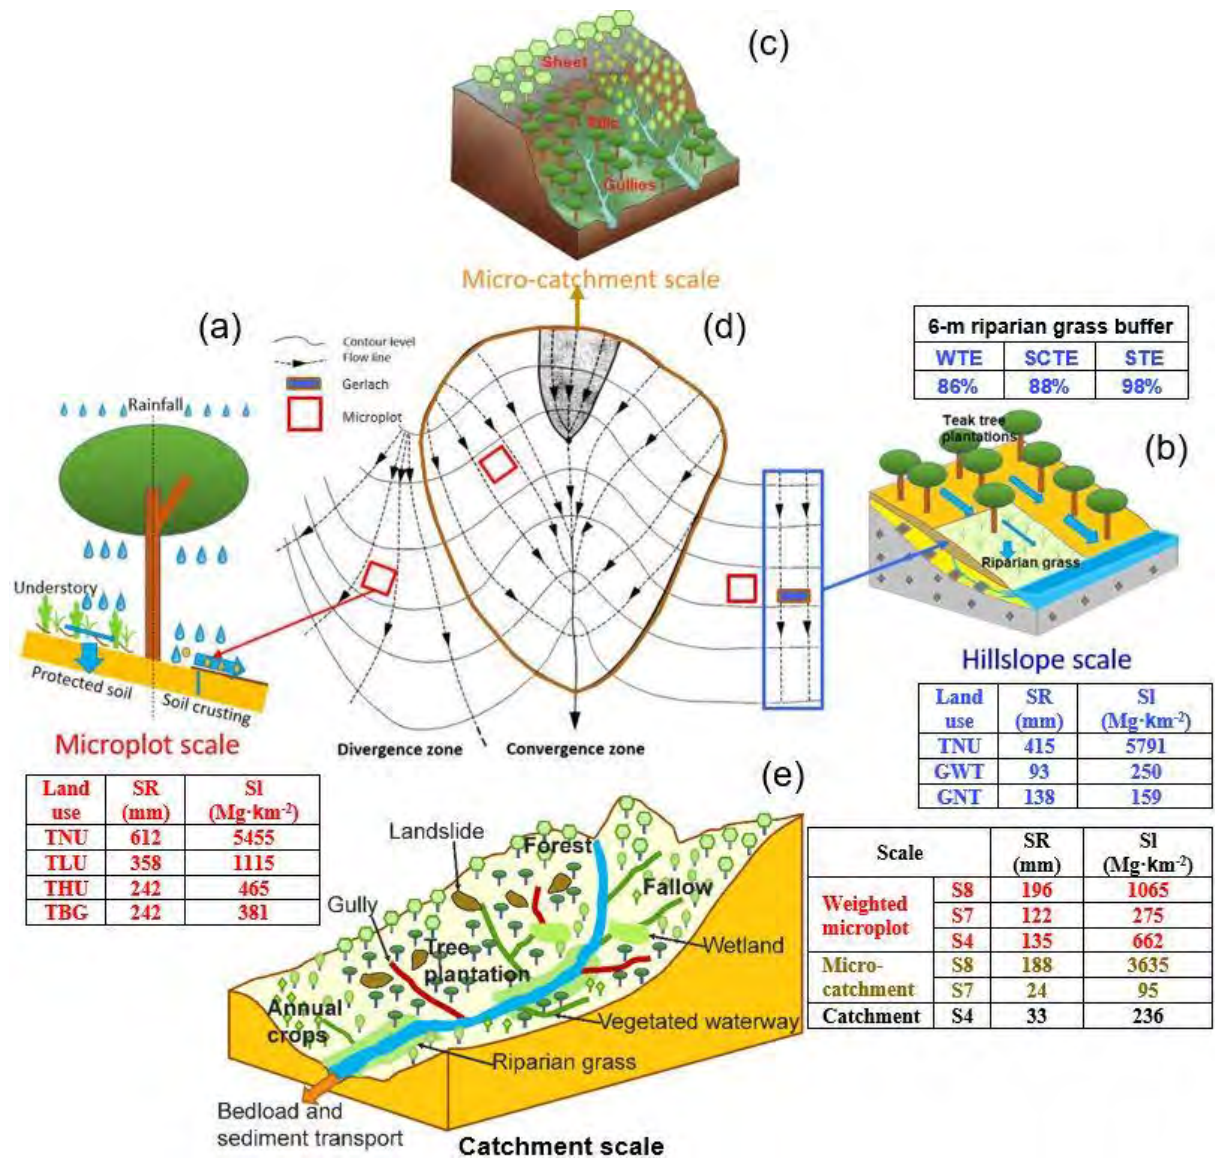 (c)
Sheet
Rills
Gullies
Micro-catchment scale
(a)
(d)
Contour level
Flow line
Gerlach
Microplot
6-m riparian grass buffer
WTE SCTE STE
86% 88% 98%
Rainfall
Teak tree
plantations
(b)
Riparian grass
Understory
Protected soil
Soil crusting
Hillslope scale
Land use SR (mm) Sl (Mg·km-2)
TNU 415 5791
GWT 93 250
GNT 138 159
Microplot scale
Divergence zone
Convergence zone
Land use SR (mm) Sl (Mg·km-2)
TNU 612 5455
TLU 358 1115
THU 242 465
TBG 242 381
(e)
Landslide
Forest
Fallow
Gully
Wetland
Tree
plantation
Annual
crops
Vegetated waterway
Riparian grass
Bedload and
sediment transport
Catchment scale
Scale SR (mm) Sl (Mg·km-2)
Weighted microplot S8 196 1065
S7 122 275
S4 135 662
Micro-catchment S8 188 3635
S7 24 95
Catchment S4 33 236